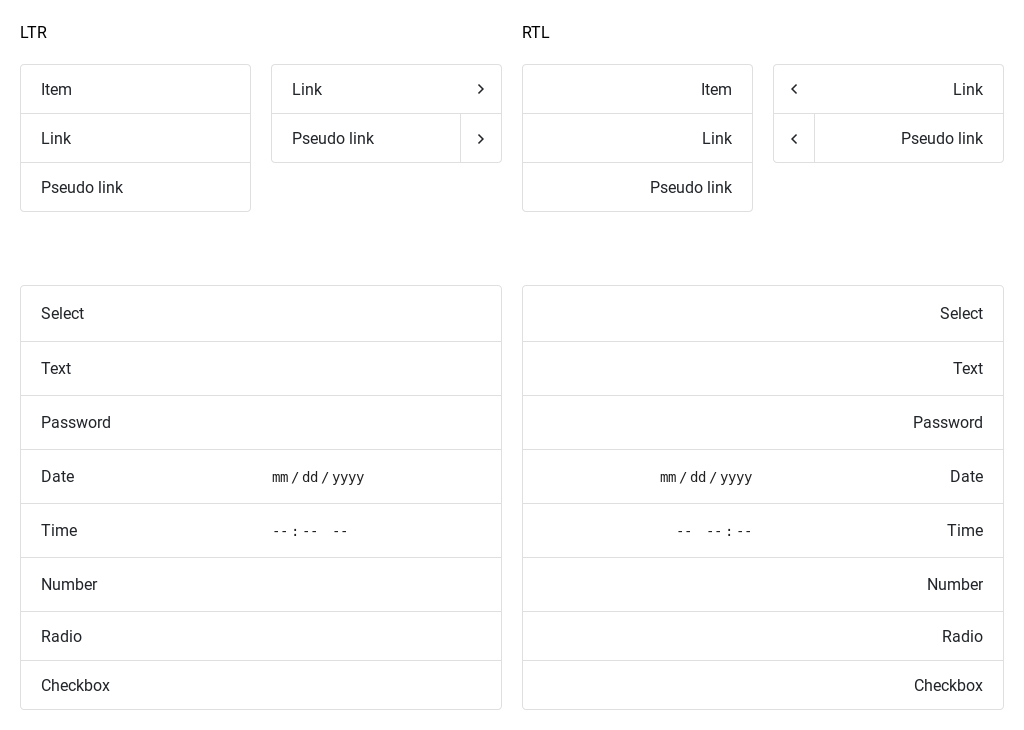 LTR
Item
Link
Pseudo link
Link
Pseudo link
Select
Text
Password
Date mm/dd/yyyy
Time --:-- --
Number
Radio
Checkbox
RTL
Item
Link
Pseudo link
Link
Pseudo link
Select
Text
Password
mm/dd/yyyy Date
-- --:-- Time
Number
Radio
Checkbox